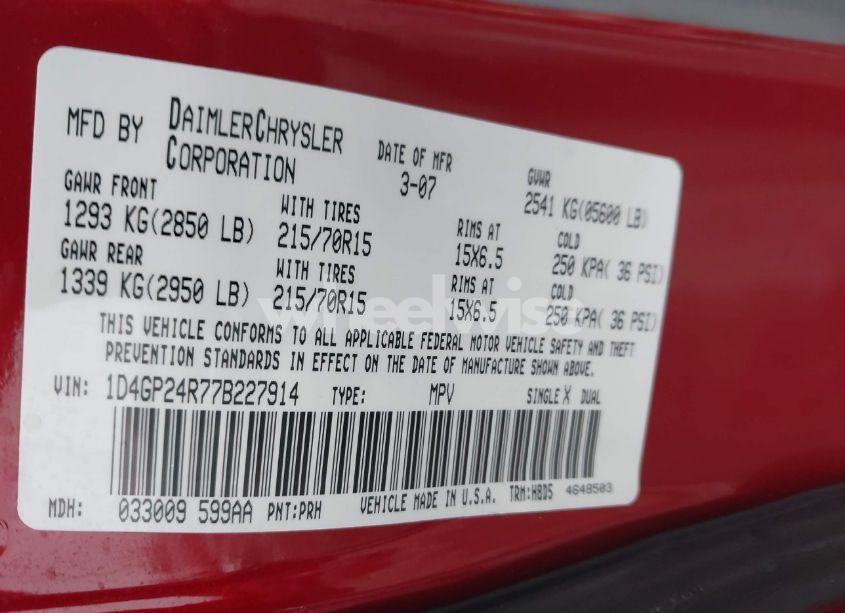 MFD BY DAIMLERCHRYSLER CORPORATION
DATE OF MFR 3-07
GVWR 2541 KG(05600 LB)
GAWR FRONT 1293 KG(2850 LB)
WITH TIRES 215/70R15
RIMS AT 15X6.5
COLD 250 KPA( 36 PSI)
GAWR REAR 1339 KG(2950 LB)
WITH TIRES 215/70R15
RIMS AT 15X6.5
COLD 250 KPA( 36 PSI)
wheelwise
THIS VEHICLE CONFORMS TO ALL APPLICABLE FEDERAL MOTOR VEHICLE SAFETY AND THEFT
PREVENTION STANDARDS IN EFFECT ON THE DATE OF MANUFACTURE SHOWN ABOVE.
VIN: 1D4GP24R77B227914 TYPE: MPV SINGLE X DUAL
MDH: 033009 599AA PNT:PRH VEHICLE MADE IN U.S.A. TRM:H8D5 4648503